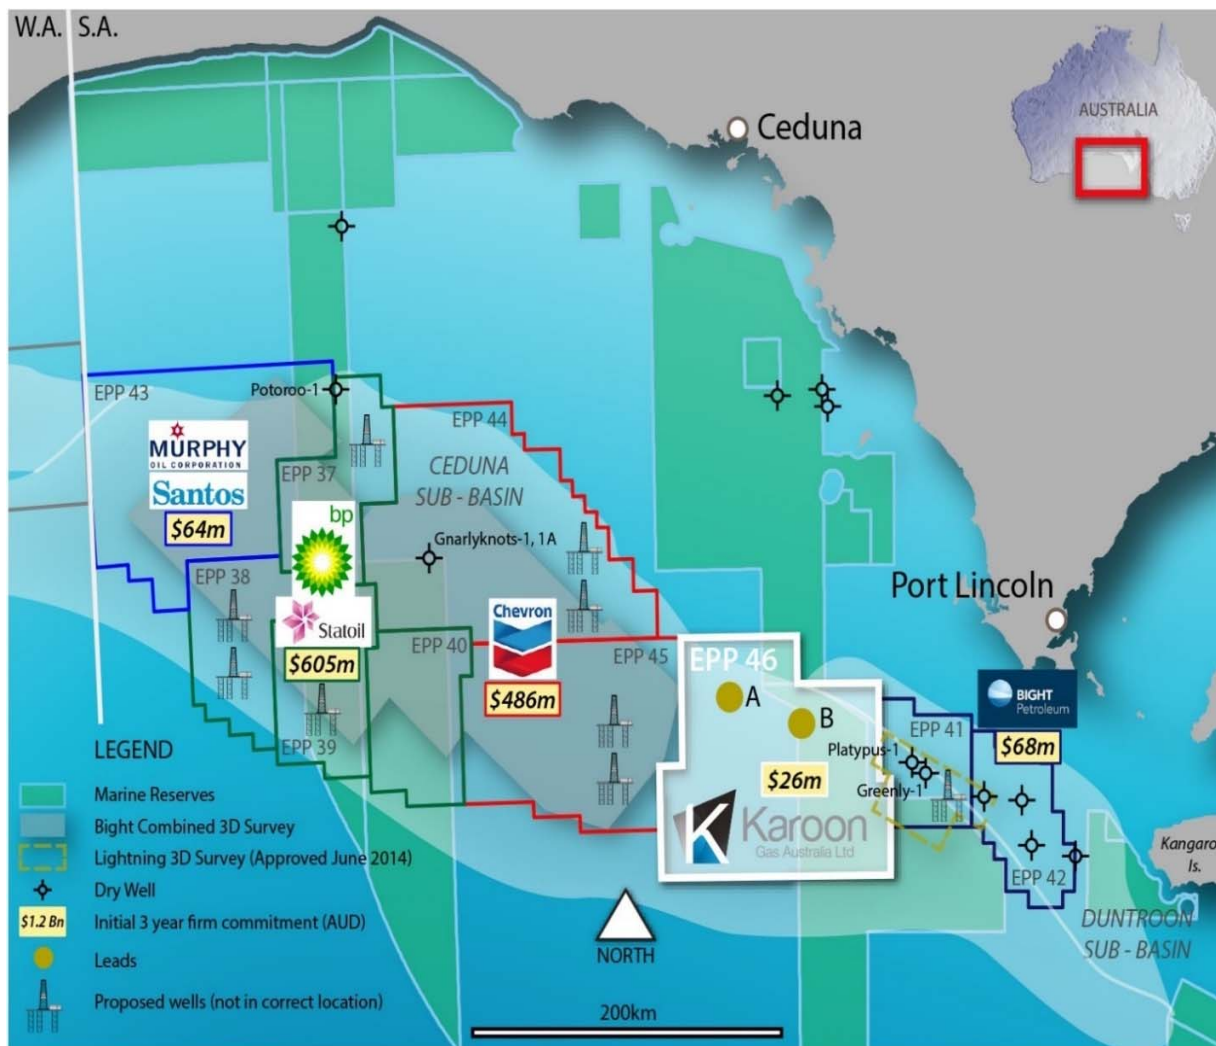 W.A. S.A.
Ceduna
AUSTRALIA
EPP 43
Potoroo-1
EPP 44
MURPHY
OIL CORPORATION
Santos
$64m
EPP 37
CEDUNA
SUB - BASIN
bp
Gnarlyknots-1, 1A
EPP 38
Statoil
$605m
EPP 40
Chevron
$486m
EPP 45
EPP 39
Port Lincoln
EPP 46
A
B
$26m
Karoon
Gas Australia Ltd
BIGHT
Petroleum
$68m
EPP 41
Platypus-1
Greenly-1
EPP 42
Kangaro
Is.
DUNTROON
SUB - BASIN
LEGEND
Marine Reserves
Bight Combined 3D Survey
Lightning 3D Survey (Approved June 2014)
Dry Well
$1.2 Bn Initial 3 year firm commitment (AUD)
Leads
Proposed wells (not in correct location)
NORTH
200km